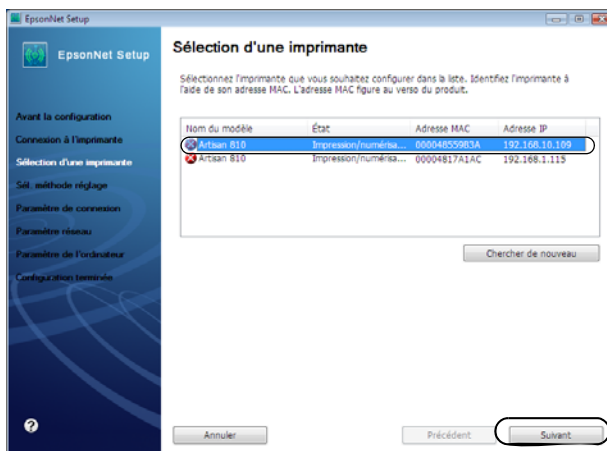 EpsonNet Setup
EpsonNet Setup
Avant la configuration
Connexion à l'imprimante
Sélection d'une imprimante
Sél. méthode réglage
Paramètre de connexion
Paramètre réseau
Paramètre de l'ordinateur
Configuration terminée
?
Sélection d'une imprimante
Sélectionnez l'imprimante que vous souhaitez configurer dans la liste. Identifiez l'imprimante à
l'aide de son adresse MAC. L'adresse MAC figure au verso du produit.
Nom du modèle État Adresse MAC Adresse IP
Artisan 810 Impression/numérisa... 00004855983A 192.168.10.109
Artisan 810 Impression/numérisa... 00004817A1AC 192.168.1.115
Chercher de nouveau
Annuler Précédent Suivant